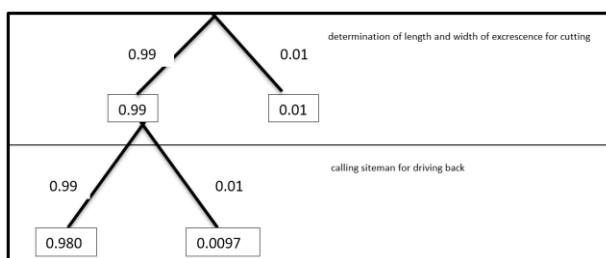 determination of length and width of excrescence for cutting
0.99 0.01
0.99 0.01
calling siteman for driving back
0.99 0.01
0.980 0.0097